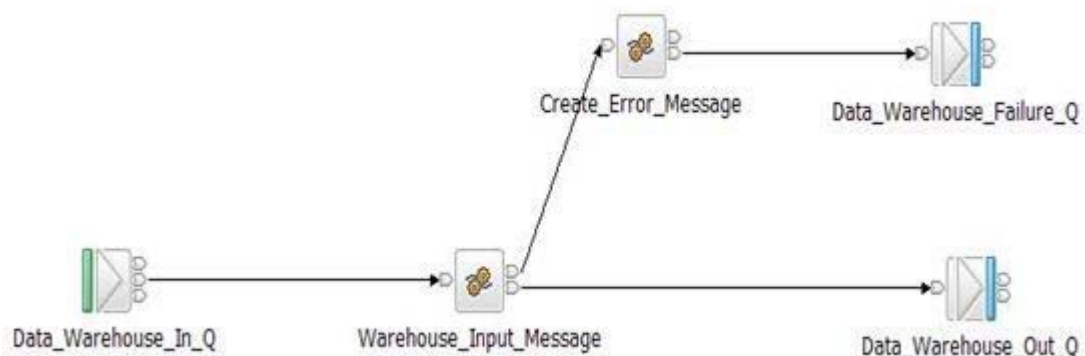 Create_Error_Message
Data_Warehouse_Failure_Q
Data_Warehouse_In_Q
Warehouse_Input_Message
Data_Warehouse_Out_Q